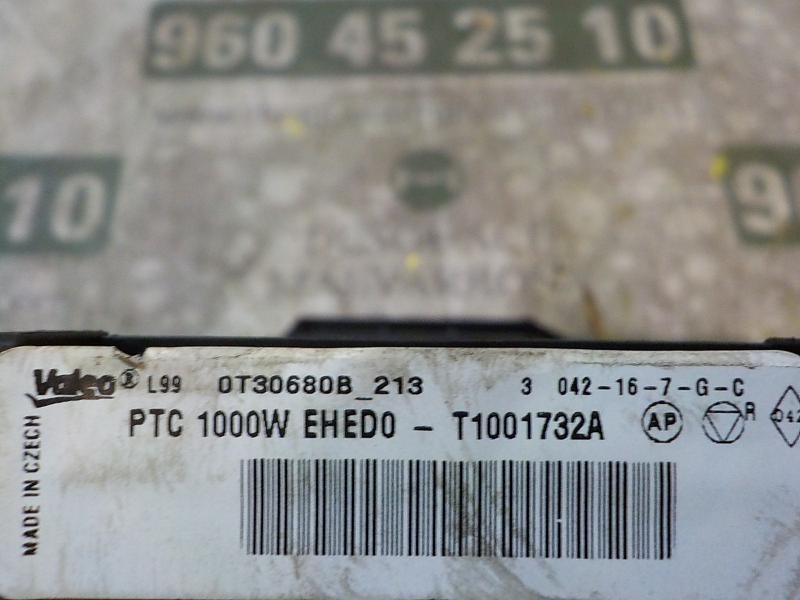 960 45 25 10
10
96
Valeo® L99 0T30680B_213 3 042-16-7-G-C
PTC 1000W EHED0 - T1001732A AP R 042
MADE IN CZECH